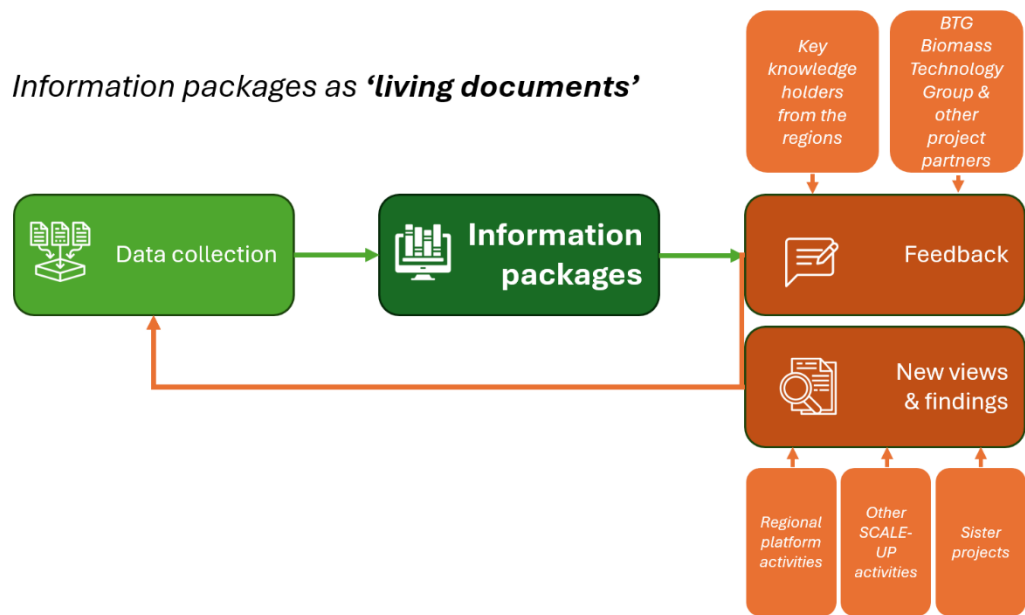 Information packages as ‘living documents’
Key
knowledge
holders
from the
regions
BTG
Biomass
Technology
Group &
other
project
partners
Data collection
Information
packages
Feedback
New views
& findings
Regional
platform
activities
Other
SCALE-
UP
activities
Sister
projects